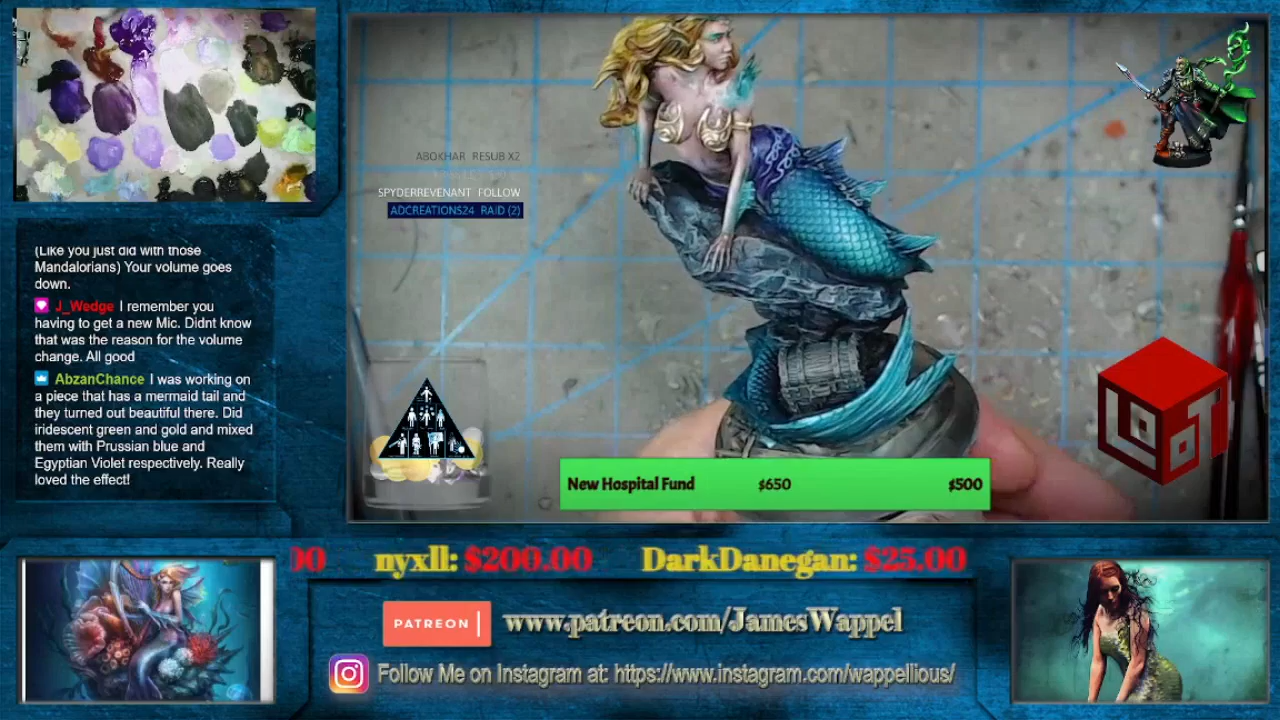 ABOKHAR RESUB X2
SPYDERREVENANT FOLLOW
ADCREATIONS24 RAID (2)
(Like you just did with those
Mandalorians) Your volume goes
down.
J_Wedge I remember you
having to get a new Mic. Didnt know
that was the reason for the volume
change. All good
AbzanChance I was working on
a piece that has a mermaid tail and
they turned out beautiful there. Did
iridescent green and gold and mixed
them with Prussian blue and
Egyptian Violet respectively. Really
loved the effect!
LOOT
New Hospital Fund $650 $500
00 nyxll: $200.00 DarkDanegan: $25.00
PATREON www.patreon.com/JamesWappel
Follow Me on Instagram at: https://www.instagram.com/wappellious/